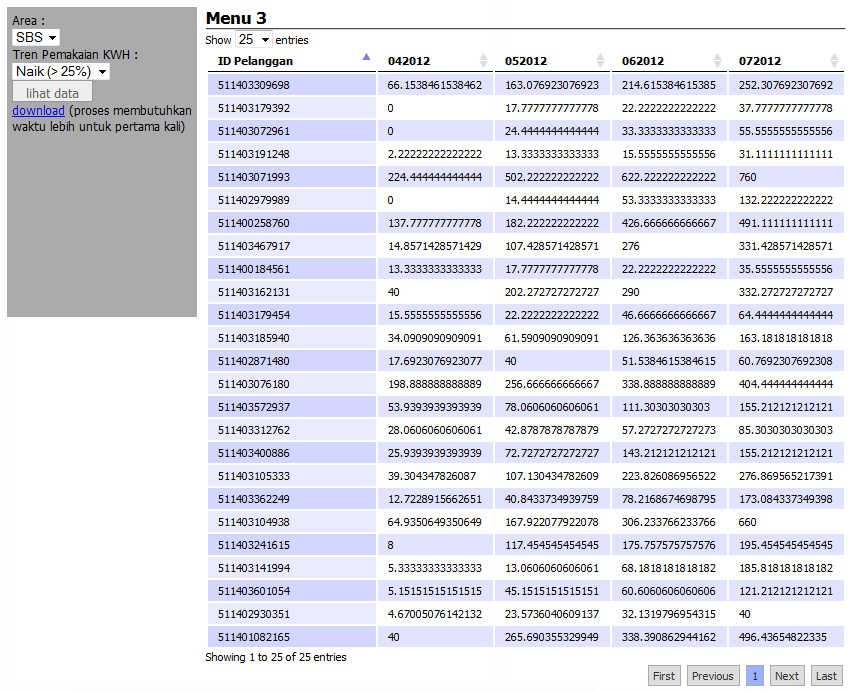 Area :
SBS
Tren Pemakaian KWH :
Naik (> 25%)
lihat data
download (proses membutuhkan
waktu lebih untuk pertama kali)
Menu 3
Show 25 entries
ID Pelanggan 042012 052012 062012 072012
511403309698 66.1538461538462 163.076923076923 214.615384615385 252.307692307692
511403179392 0 17.7777777777778 22.2222222222222 37.7777777777778
511403072961 0 24.4444444444444 33.3333333333333 55.5555555555556
511403191248 2.22222222222222 13.3333333333333 15.5555555555556 31.1111111111111
511403071993 224.444444444444 502.222222222222 622.222222222222 760
511402979989 0 14.4444444444444 53.3333333333333 132.222222222222
511400258760 137.777777777778 182.222222222222 426.666666666667 491.111111111111
511403467917 14.8571428571429 107.428571428571 276 331.428571428571
511400184561 13.3333333333333 17.7777777777778 22.2222222222222 35.5555555555556
511403162131 40 202.272727272727 290 332.272727272727
511403179454 15.5555555555556 22.2222222222222 46.6666666666667 64.4444444444444
511403185940 34.0909090909091 61.5909090909091 126.363636363636 163.181818181818
511402871480 17.6923076923077 40 51.5384615384615 60.7692307692308
511403076180 198.888888888889 256.666666666667 338.888888888889 404.444444444444
511403572937 53.9393939393939 78.0606060606061 111.30303030303 155.212121212121
511403312762 28.0606060606061 42.8787878787879 57.2727272727273 85.3030303030303
511403400886 25.9393939393939 72.7272727272727 143.212121212121 155.212121212121
511403105333 39.304347826087 107.130434782609 223.826086956522 276.869565217391
511403362249 12.7228915662651 40.8433734939759 78.2168674698795 173.084337349398
511403104938 64.9350649350649 167.922077922078 306.233766233766 660
511403241615 8 117.454545454545 175.757575757576 195.454545454545
511403141994 5.33333333333333 13.0606060606061 68.1818181818182 185.818181818182
511403601054 5.15151515151515 45.1515151515151 60.6060606060606 121.212121212121
511402930351 4.67005076142132 23.5736040609137 32.1319796954315 40
511401082165 40 265.690355329949 338.390862944162 496.43654822335
Showing 1 to 25 of 25 entries
First Previous 1 Next Last